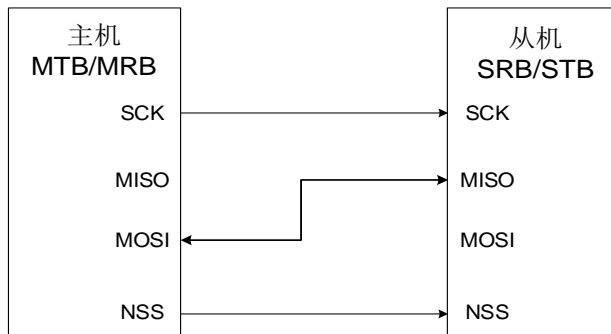 主机
MTB/MRB
SCK
MISO
MOSI
NSS
从机
SRB/STB
SCK
MISO
MOSI
NSS